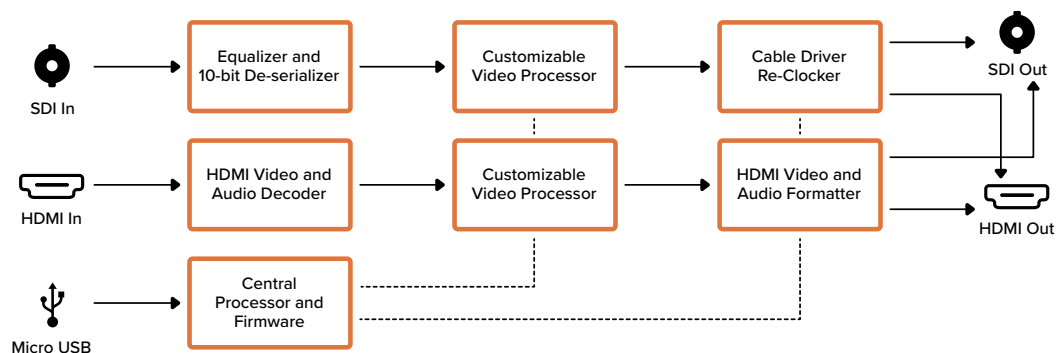 SDI In
Equalizer and
10-bit De-serializer
Customizable
Video Processor
Cable Driver
Re-Clocker
SDI Out
HDMI In
HDMI Video and
Audio Decoder
Customizable
Video Processor
HDMI Video and
Audio Formatter
HDMI Out
Micro USB
Central
Processor and
Firmware